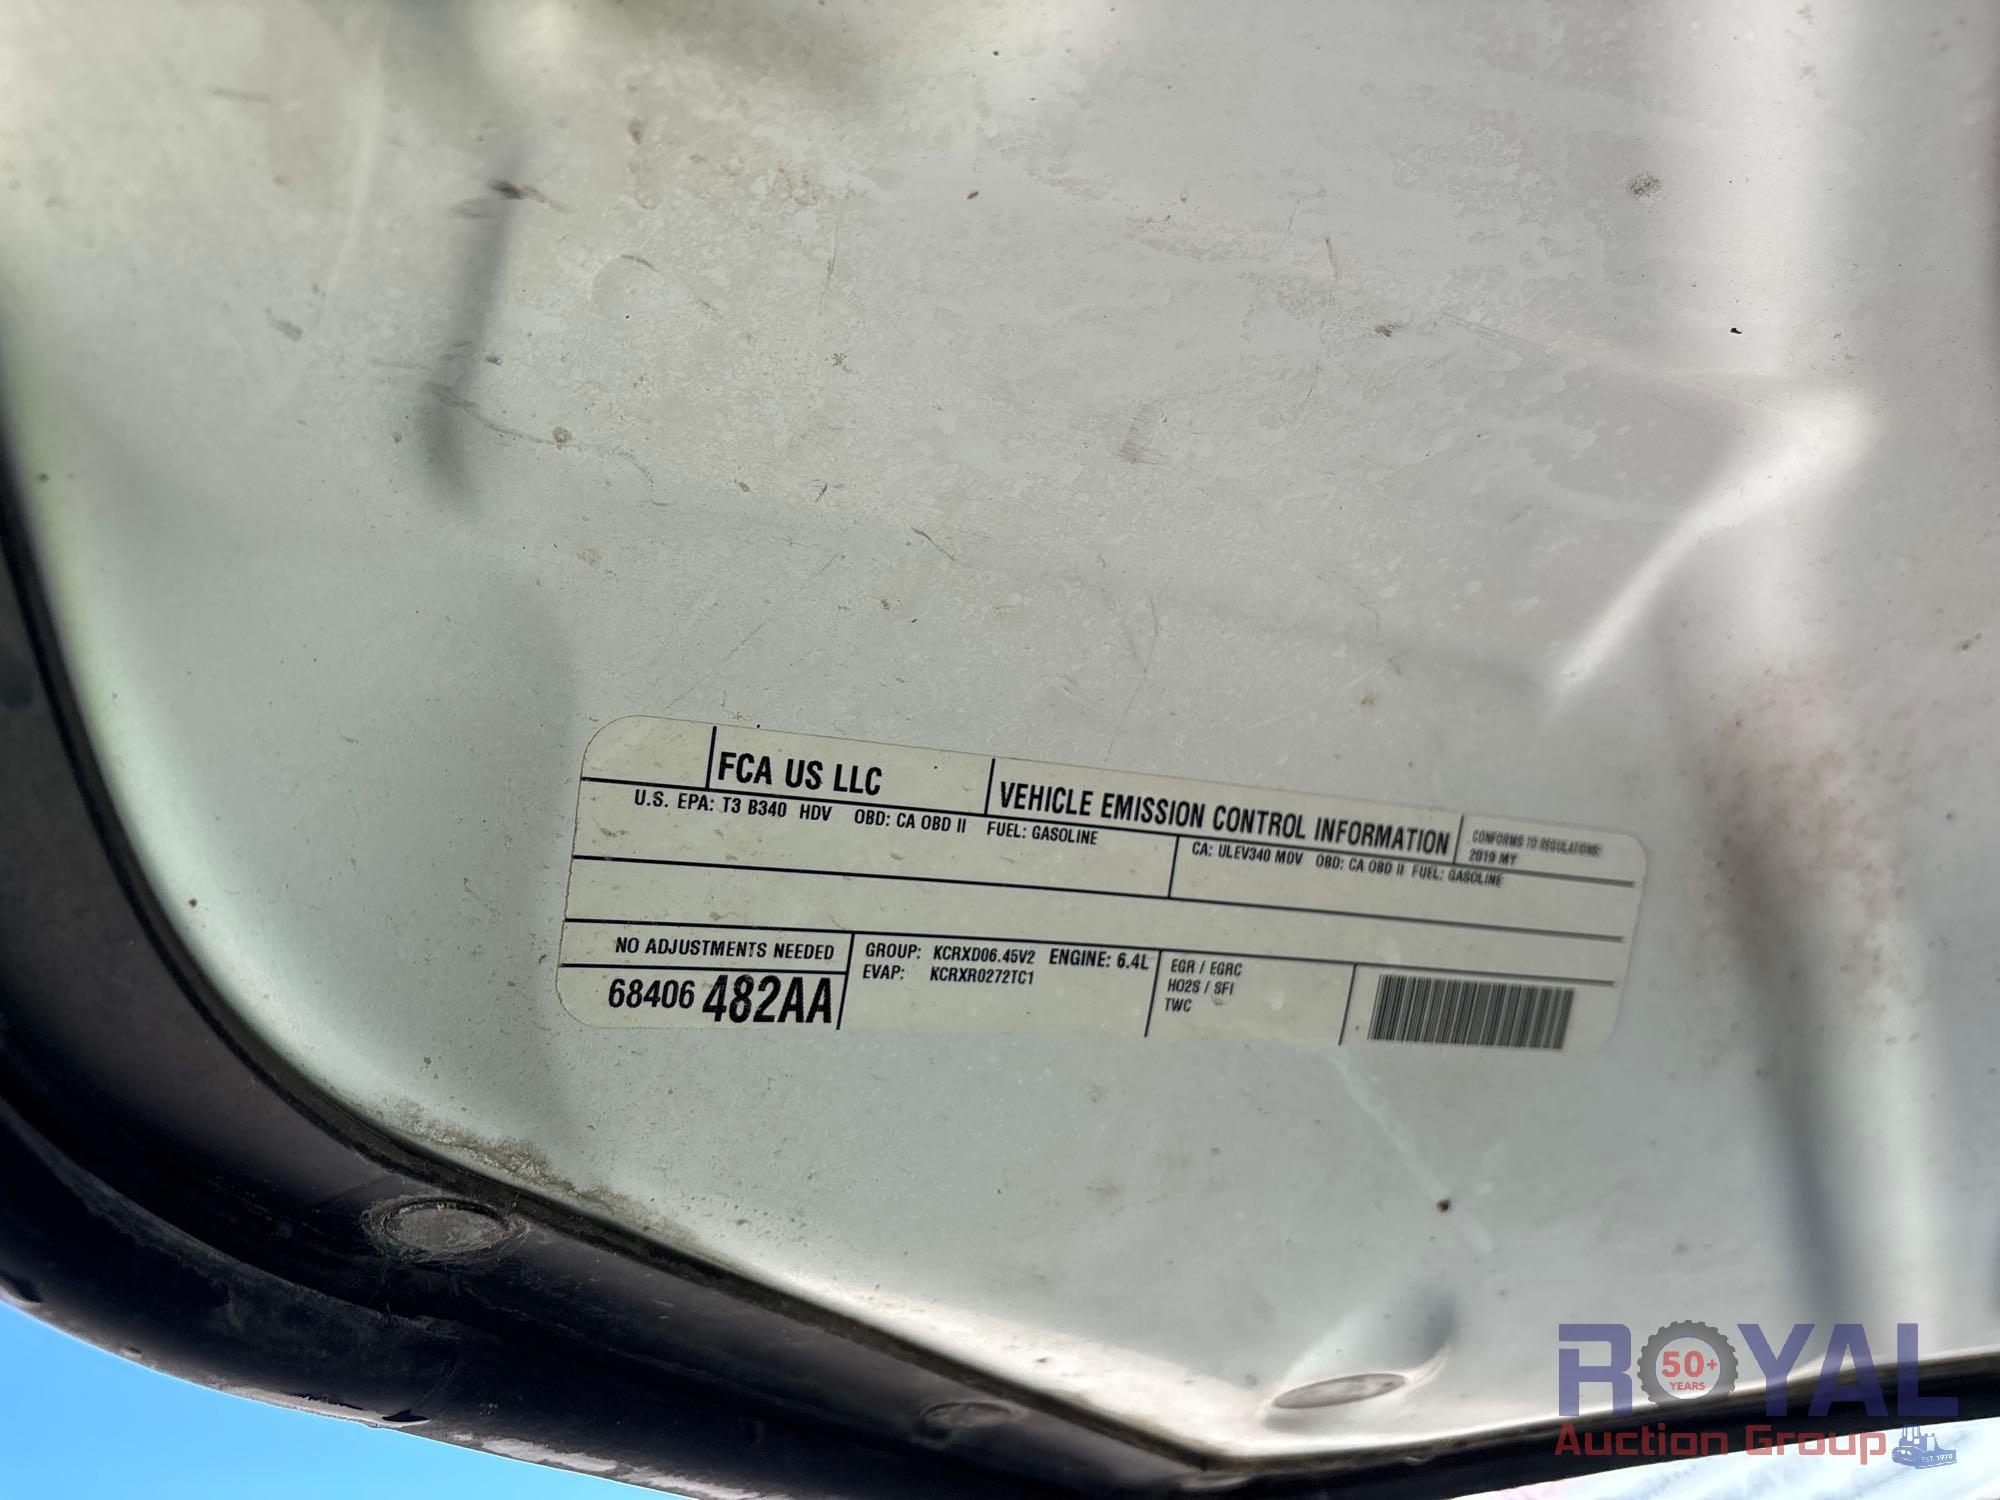 FCA US LLC
VEHICLE EMISSION CONTROL INFORMATION
CONFORMS TO REGULATIONS:
2019 MY
U.S. EPA: T3 B340 HDV OBD: CA OBD II FUEL: GASOLINE
CA: ULEV340 MDV OBD: CA OBD II FUEL: GASOLINE
NO ADJUSTMENTS NEEDED
68406 482AA
GROUP: KCRXD06.45V2 ENGINE: 6.4L
EVAP: KCRXR0272TC1
EGR / EGRC
HO2S / SFI
TWC
ROYAL
50+
YEARS
Auction Group
EST. 1970